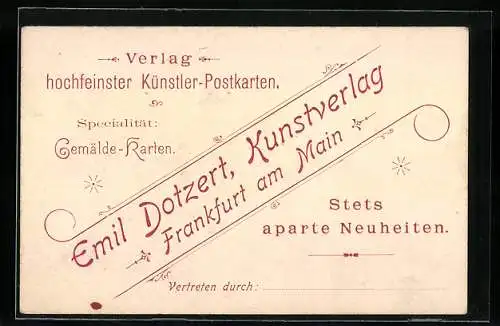 Verlag
hochfeinster Künstler-Postkarten.
Specialität:
Gemälde-Karten.
Emil Dotzert, Kunstverlag
Frankfurt am Main
Stets
aparte Neuheiten.
Vertreten durch: